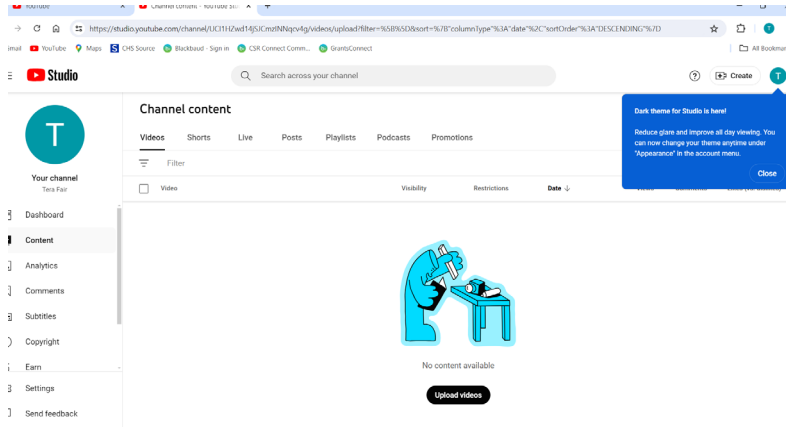 YouTube
Channel content - YouTube Stu
https://studio.youtube.com/channel/UCI1HZwd14jSJCmzINNqcv4g/videos/upload?filter=%5B%5D&sort=%7B"columnType"%3A"date"%2C"sortOrder"%3A"DESCENDING"%7D
T
Gmail YouTube Maps S CHS Source Blackbaud - Sign in CSR Connect Comm... GrantsConnect All Bookmar
Studio
Search across your channel
Create
T
Dark theme for Studio is here!
Reduce glare and improve all day viewing. You
can now change your theme anytime under
"Appearance" in the account menu.
Close
T
Your channel
Tera Fair
Dashboard
Content
Analytics
Comments
Subtitles
Copyright
Earn
Settings
Send feedback
Channel content
Videos Shorts Live Posts Playlists Podcasts Promotions
Filter
Video Visibility Restrictions Date ↓
No content available
Upload videos